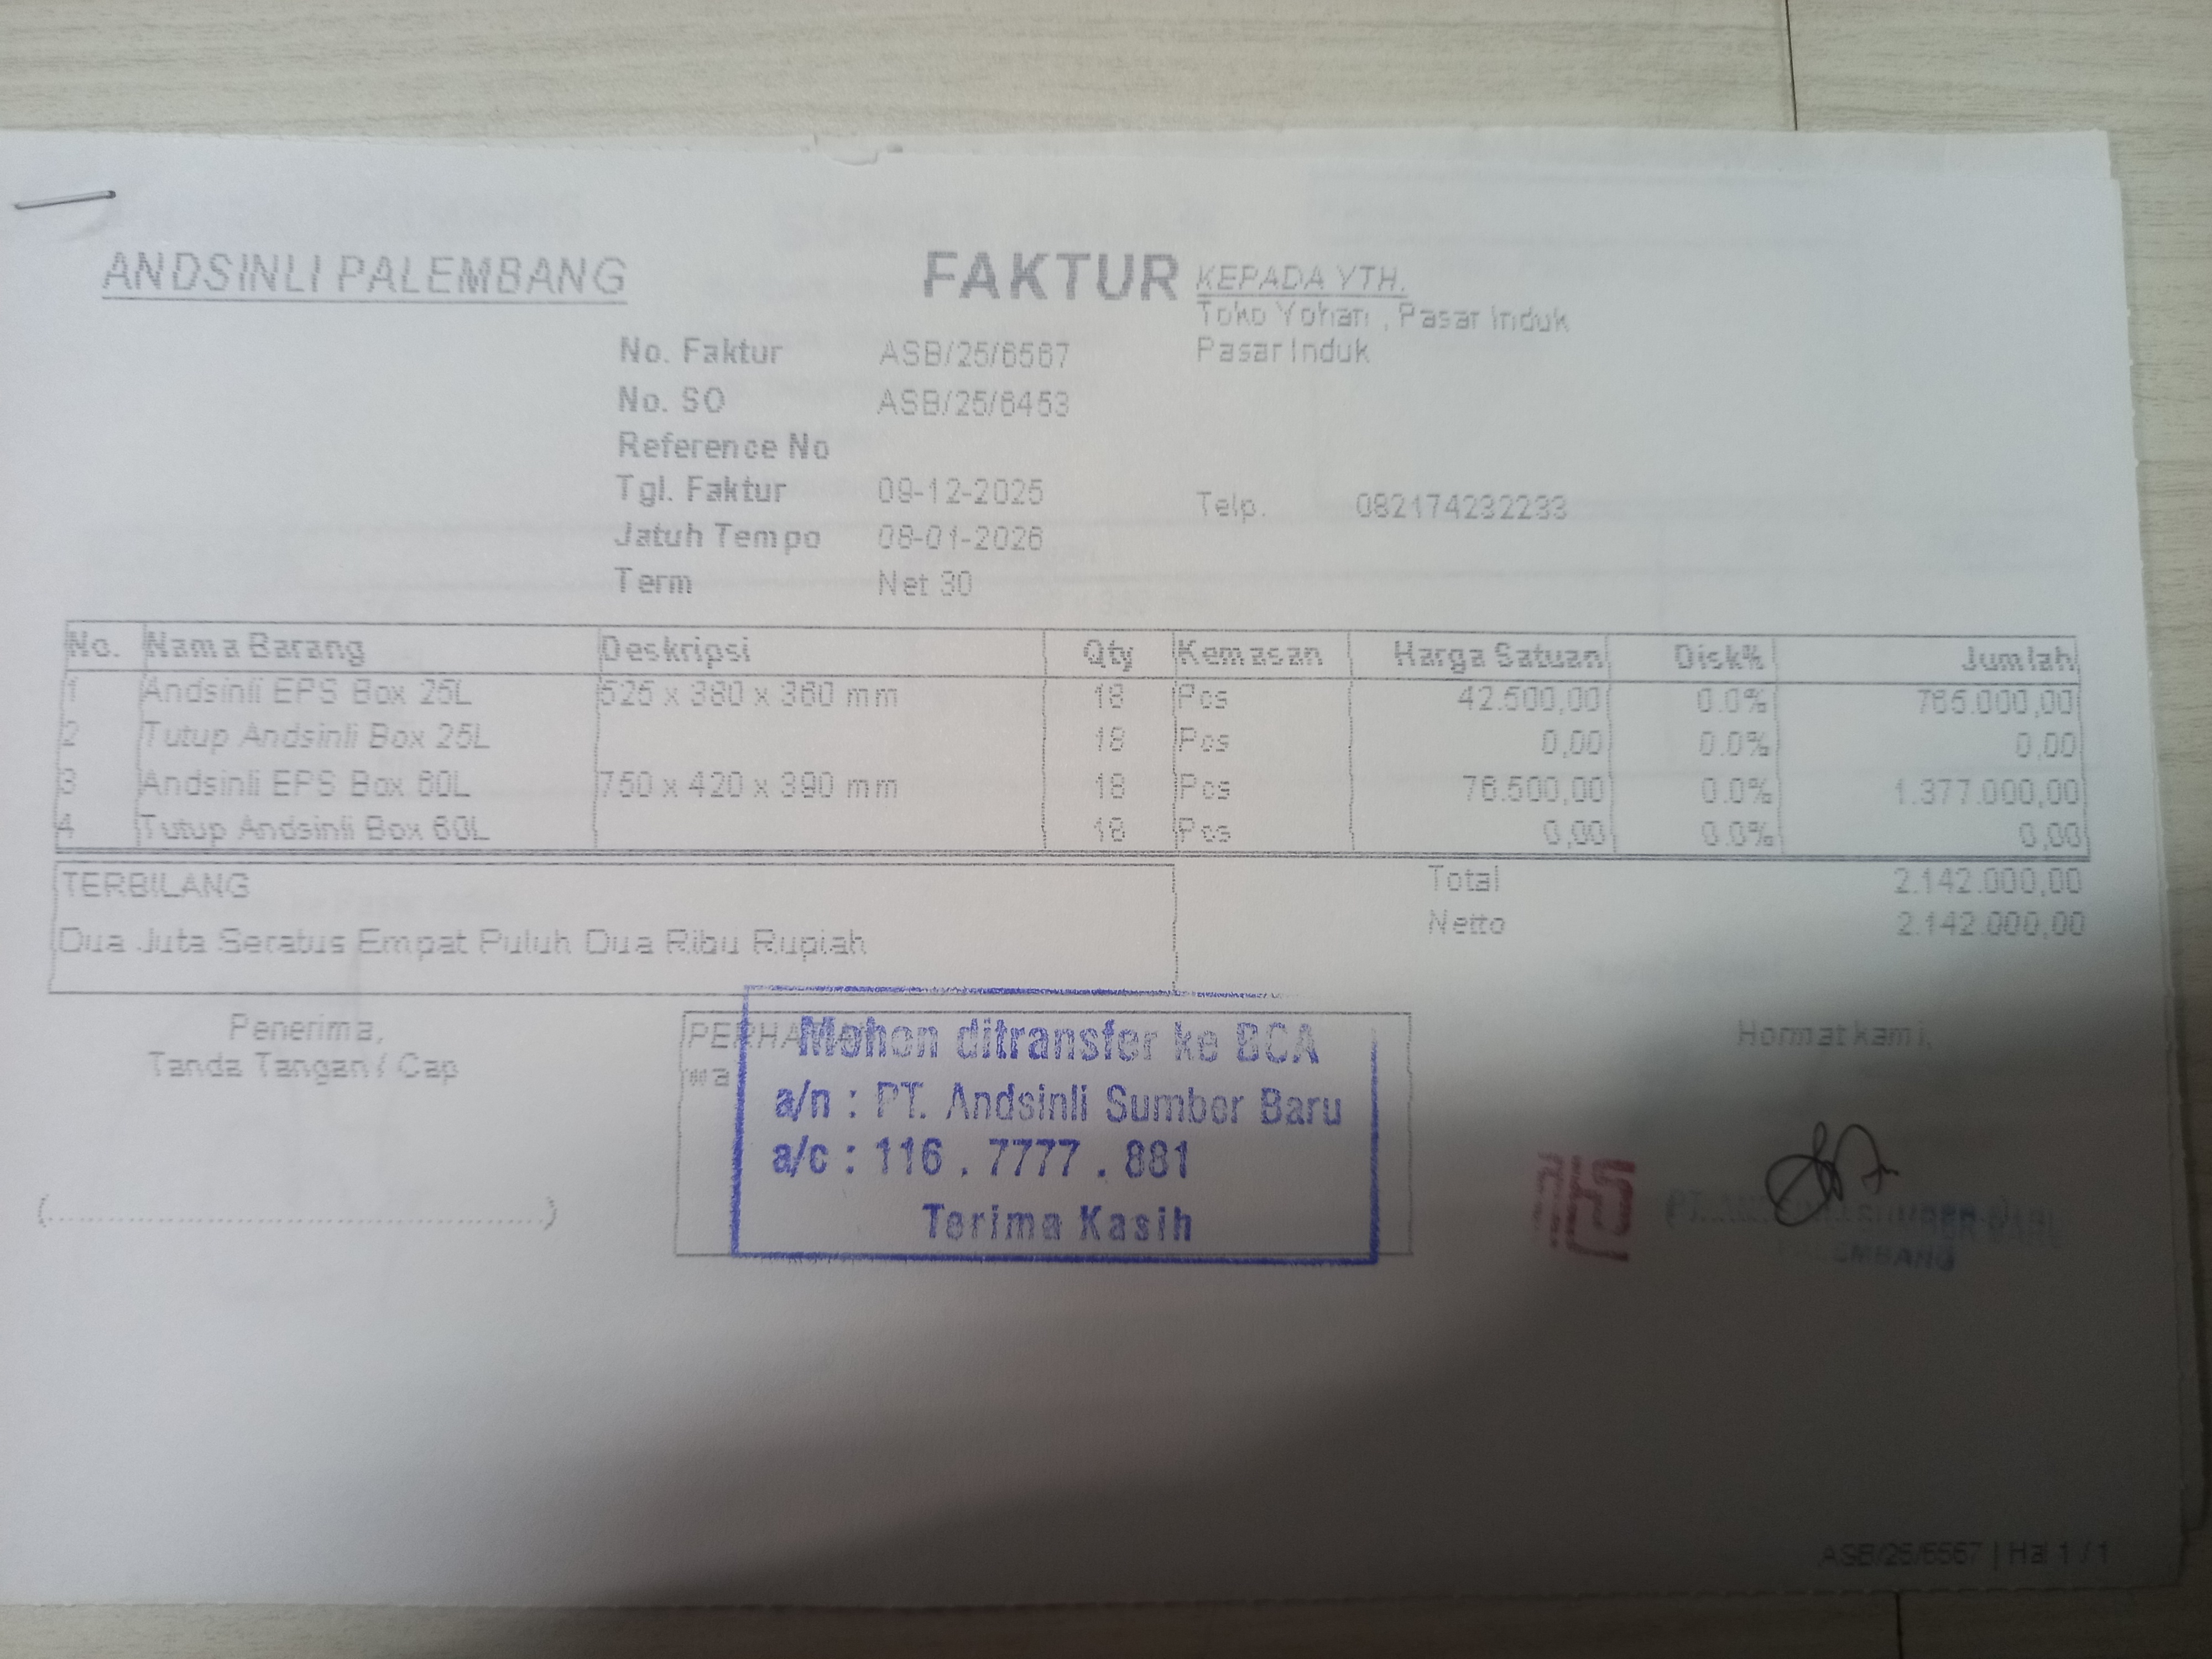 ANDSINLI PALEMBANG
FAKTUR
KEPADA YTH.
Toko Yohan , Pasar Induk
Pasar Induk
No. Faktur ASB/25/6567
No. SO ASB/25/6453
Reference No
Tgl. Faktur 09-12-2025
Telp. 082174232233
Jatuh Tempo 08-01-2026
Term Net 30
No. Nama Barang Deskripsi Qty Kemasan Harga Satuan Disk% Jumlah
1 Andsinli EPS Box 25L 525 x 380 x 360 mm 18 Pcs 42.500,00 0.0% 765.000,00
2 Tutup Andsinli Box 25L 18 Pcs 0,00 0.0% 0,00
3 Andsinli EPS Box 60L 750 x 420 x 390 mm 18 Pcs 76.500,00 0.0% 1.377.000,00
4 Tutup Andsinli Box 60L 18 Pcs 0,00 0.0% 0,00
TERBILANG
Dua Juta Seratus Empat Puluh Dua Ribu Rupiah
Total 2.142.000,00
Netto 2.142.000,00
Penerima,
Tanda Tangan / Cap
(..........................................................)
Mohon ditransfer ke BCA
a/n : PT. Andsinli Sumber Baru
a/c : 116 . 7777 . 881
Terima Kasih
Hormat kami,
ASB/25/6567 | Hal 1 / 1